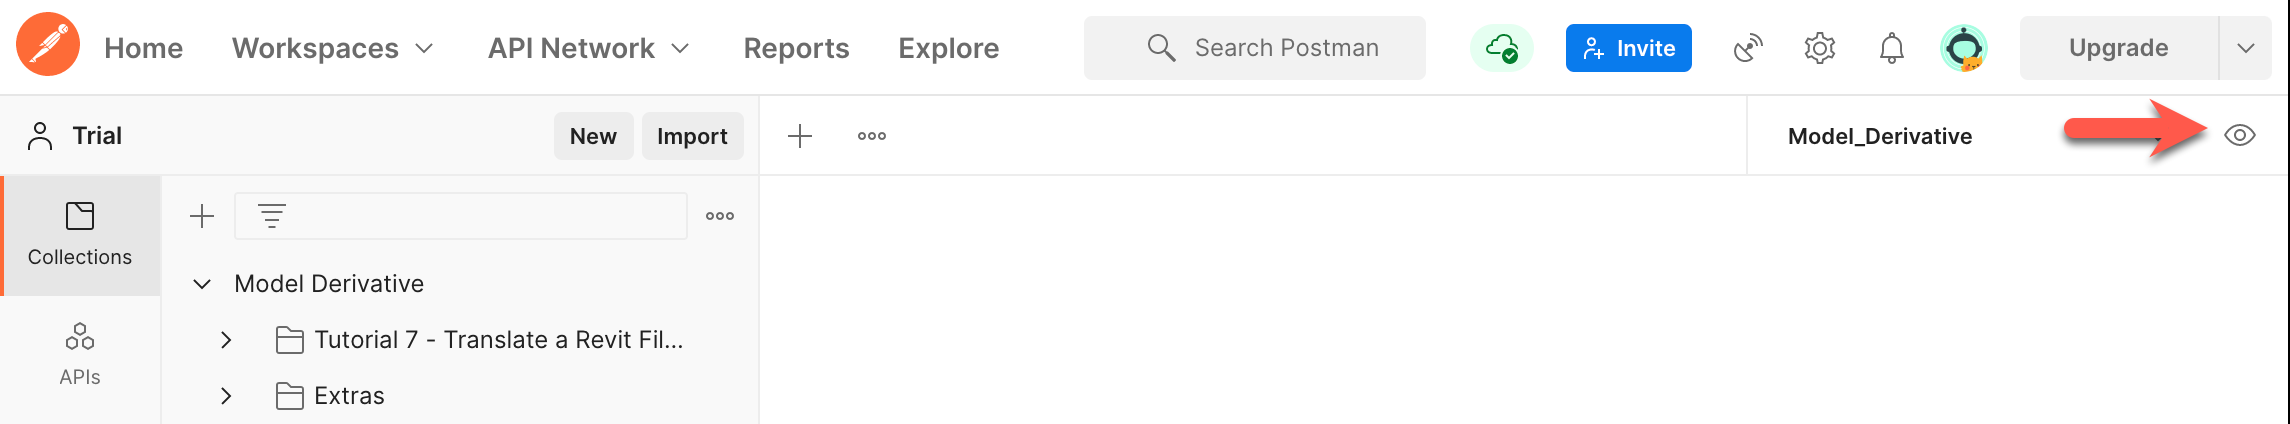 Home Workspaces API Network Reports Explore Search Postman Invite Upgrade
Trial New Import Model_Derivative
Collections
Model Derivative
Tutorial 7 - Translate a Revit Fil...
APIs
Extras